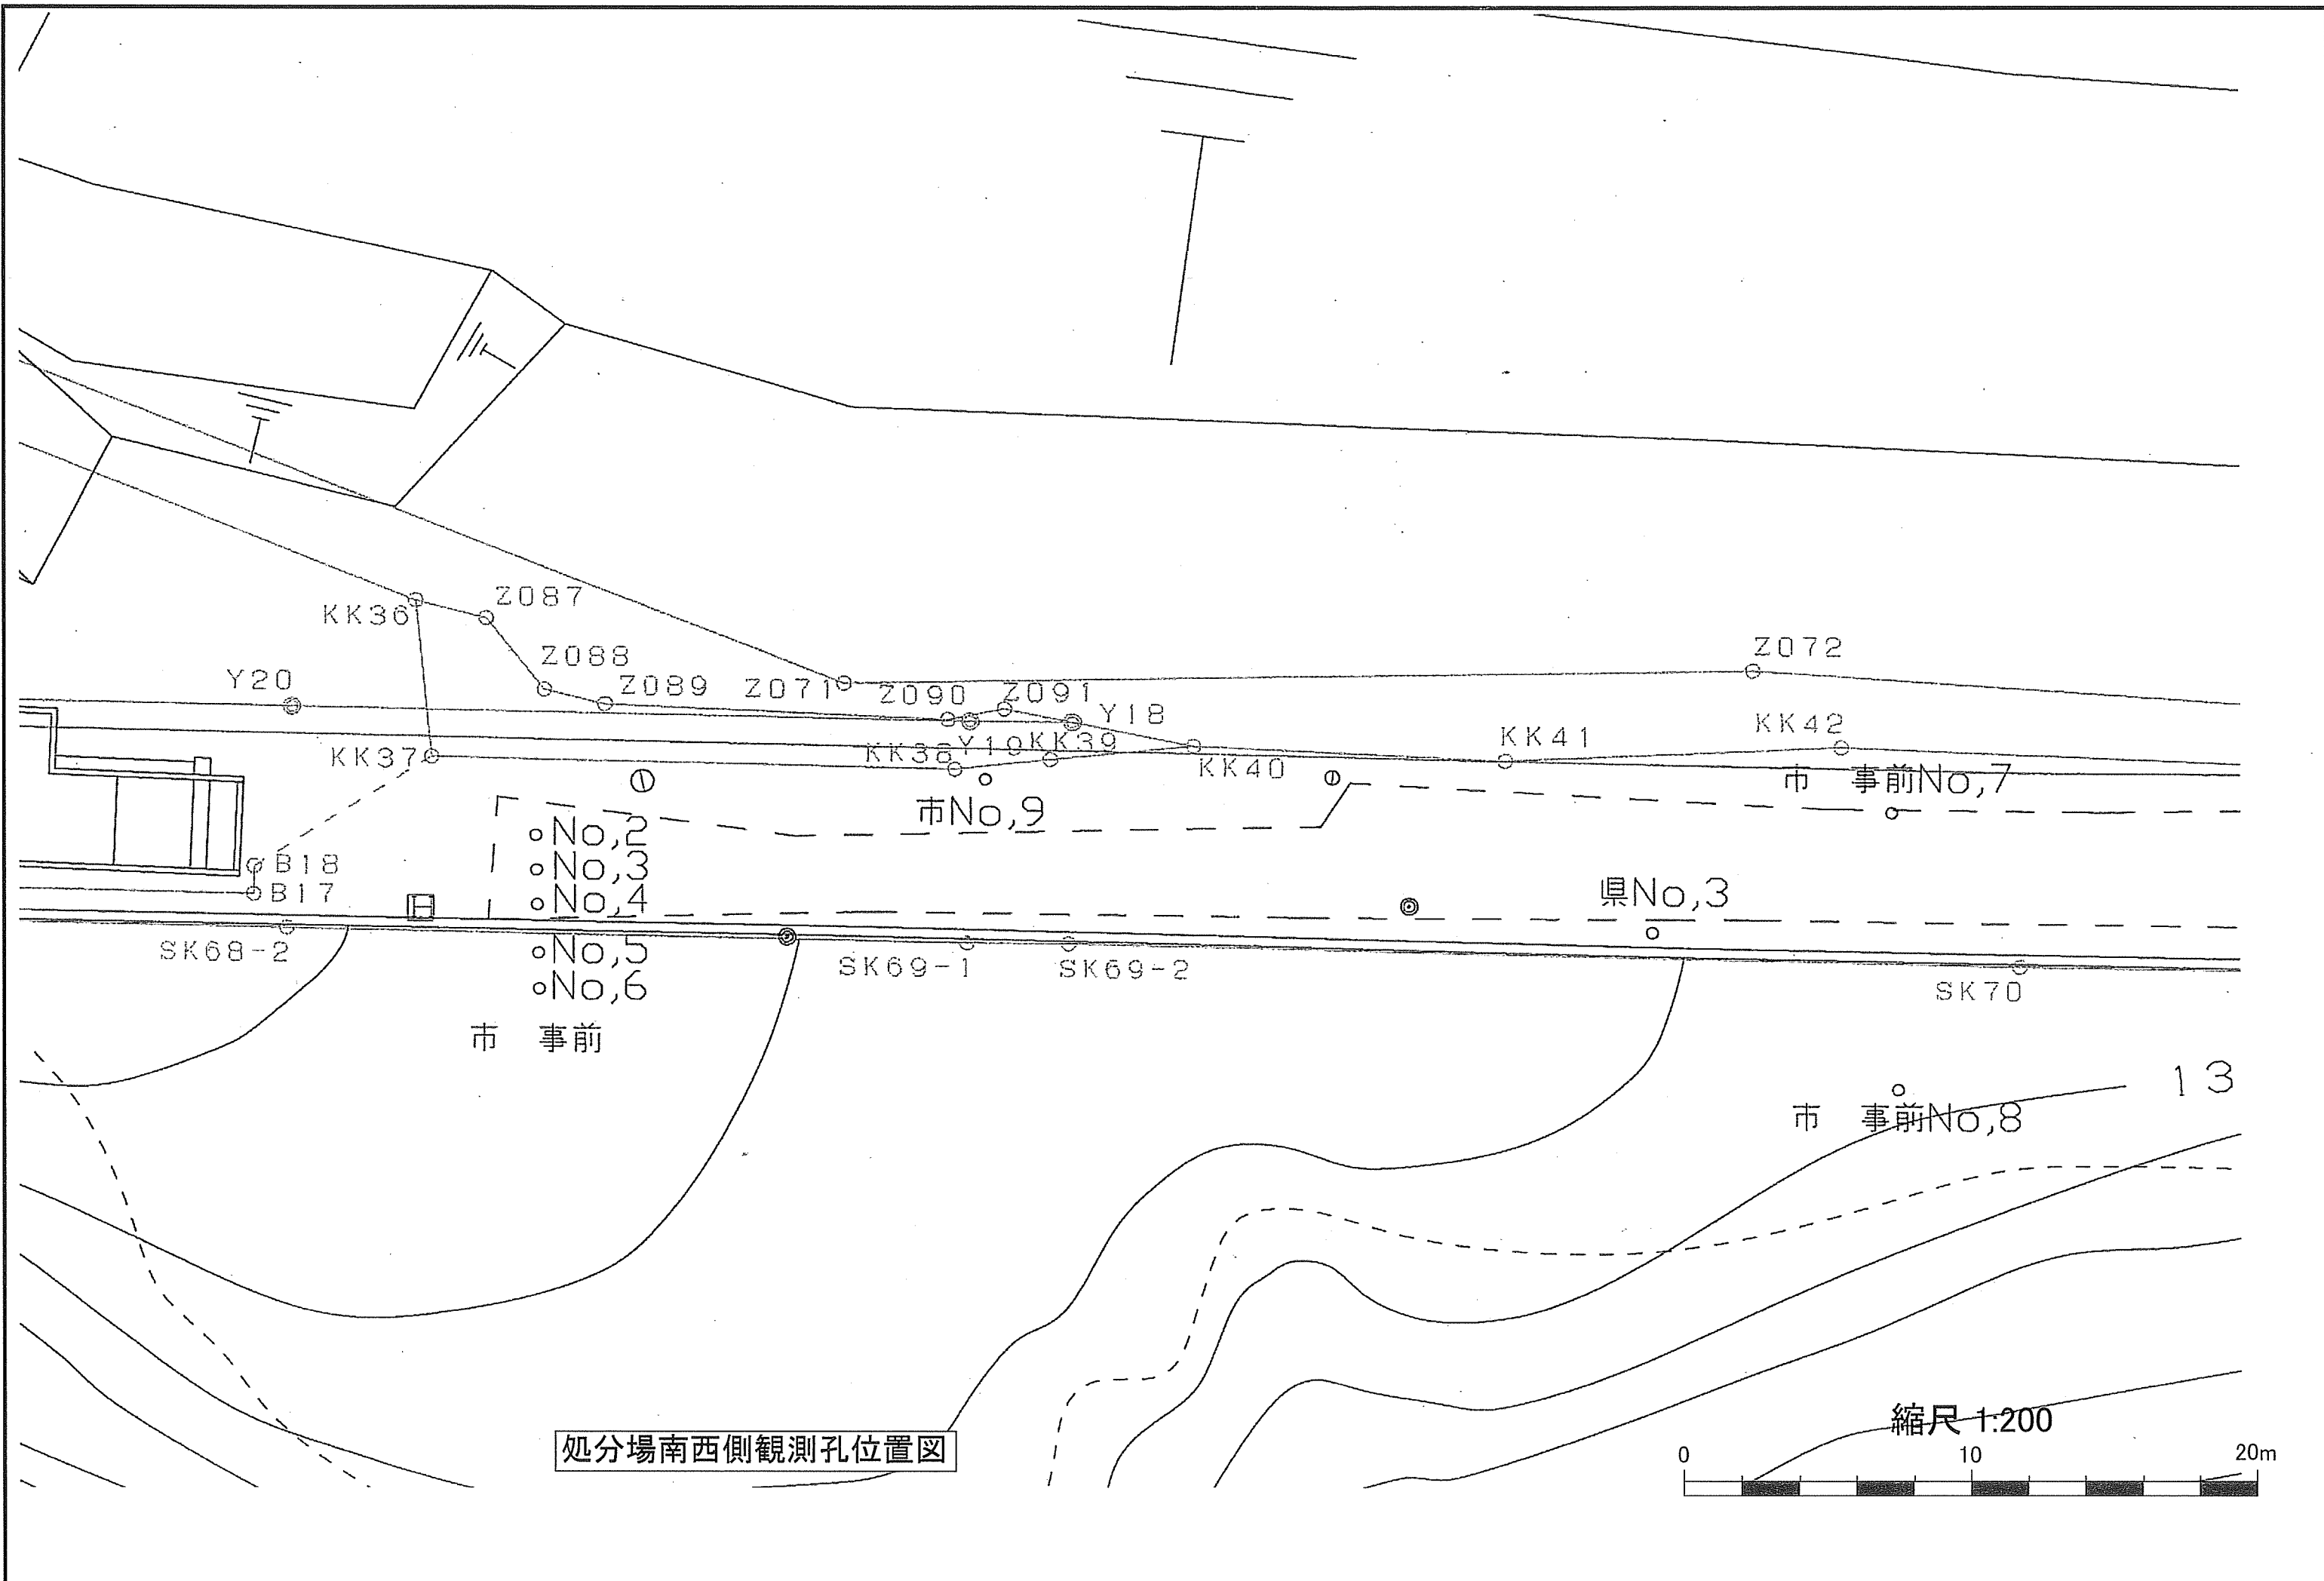 Z087
KK36
Z088
Z072
Y20
Z089
Z071
Z090
Z091
Y18
KK42
KK41
KK37
KK38
Y19
KK39
KK40
市 事前No,7
市No,9
No,2
No,3
No,4
B18
B17
県No,3
SK68-2
No,5
No,6
SK69-1
SK69-2
SK70
市 事前
13
市 事前No,8
縮尺 1:200
処分場南西側観測孔位置図
0 10 20m